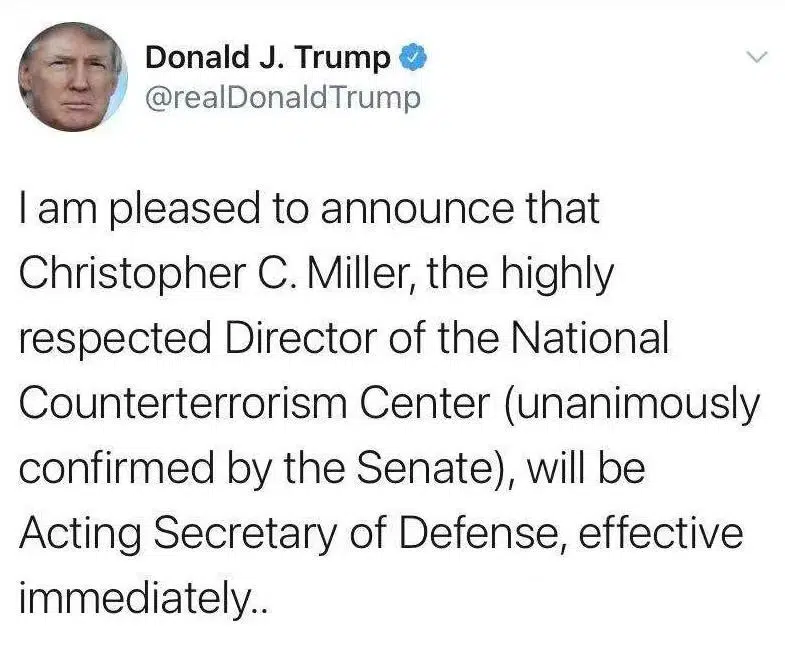 Donald J. Trump
@realDonaldTrump
I am pleased to announce that
Christopher C. Miller, the highly
respected Director of the National
Counterterrorism Center (unanimously
confirmed by the Senate), will be
Acting Secretary of Defense, effective
immediately..